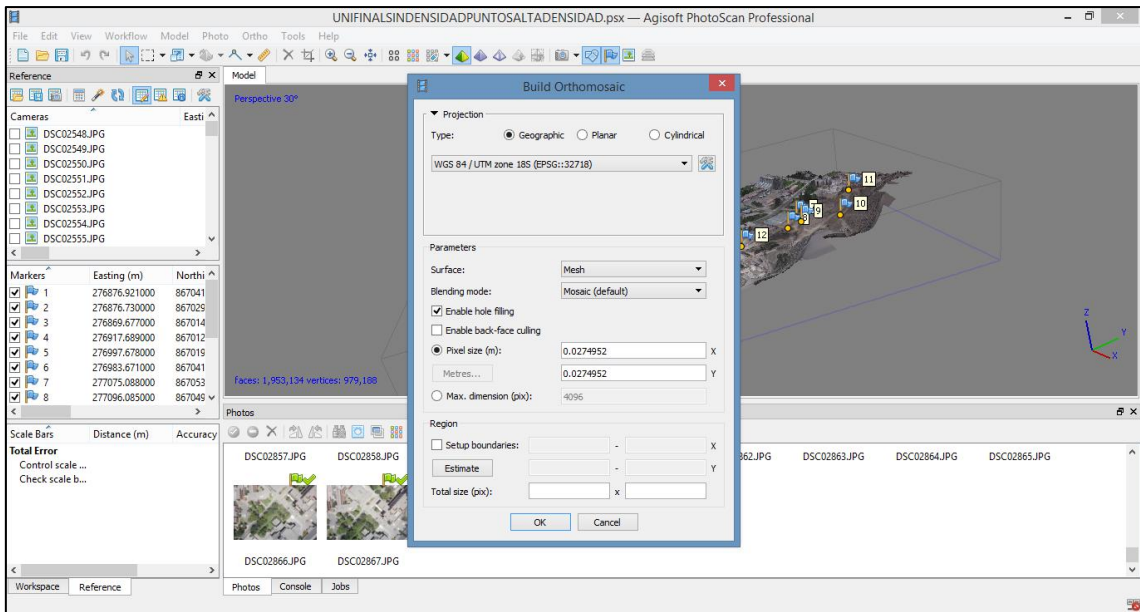 UNIFINALSINDENSIDADPUNTOSALTADENSIDAD.psx — Agisoft PhotoScan Professional
File Edit View Workflow Model Photo Ortho Tools Help
Reference
Cameras Easti
DSC02548.JPG
DSC02549.JPG
DSC02550.JPG
DSC02551.JPG
DSC02552.JPG
DSC02553.JPG
DSC02554.JPG
DSC02555.JPG
Markers Easting (m) Northi
1 276876.921000 867041
2 276876.730000 867029
3 276869.677000 867014
4 276917.689000 867012
5 276997.678000 867019
6 276983.671000 867041
7 277075.088000 867053
8 277096.085000 867049
Scale Bars Distance (m) Accuracy
Total Error
Control scale ...
Check scale b...
Workspace Reference
Model
Perspective 30°
11
10
9
8
12
Z
Y
X
faces: 1,953,134 vertices: 979,188
Build Orthomosaic
Projection
Type: Geographic Planar Cylindrical
WGS 84 / UTM zone 18S (EPSG::32718)
Parameters
Surface: Mesh
Blending mode: Mosaic (default)
Enable hole filling
Enable back-face culling
Pixel size (m): 0.0274952 X
Metres... 0.0274952 Y
Max. dimension (pix): 4096
Region
Setup boundaries: - X
Estimate - Y
Total size (pix): x
OK Cancel
Photos
DSC02857.JPG DSC02858.JPG 862.JPG DSC02863.JPG DSC02864.JPG DSC02865.JPG
DSC02866.JPG DSC02867.JPG
Photos Console Jobs